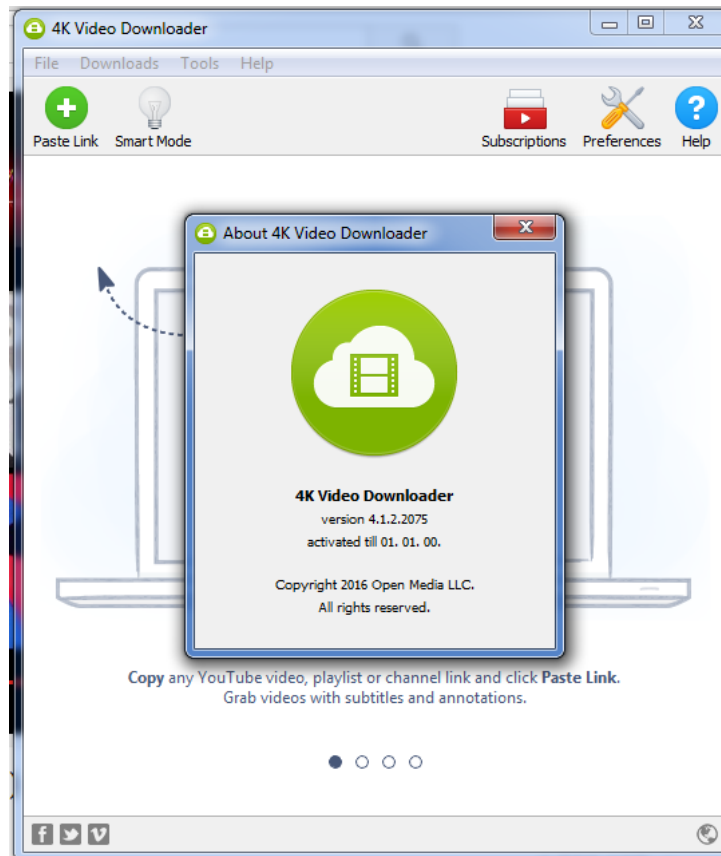 4K Video Downloader
File Downloads Tools Help
Paste Link Smart Mode Subscriptions Preferences Help
About 4K Video Downloader
4K Video Downloader
version 4.1.2.2075
activated till 01. 01. 00.
Copyright 2016 Open Media LLC.
All rights reserved.
Copy any YouTube video, playlist or channel link and click Paste Link.
Grab videos with subtitles and annotations.